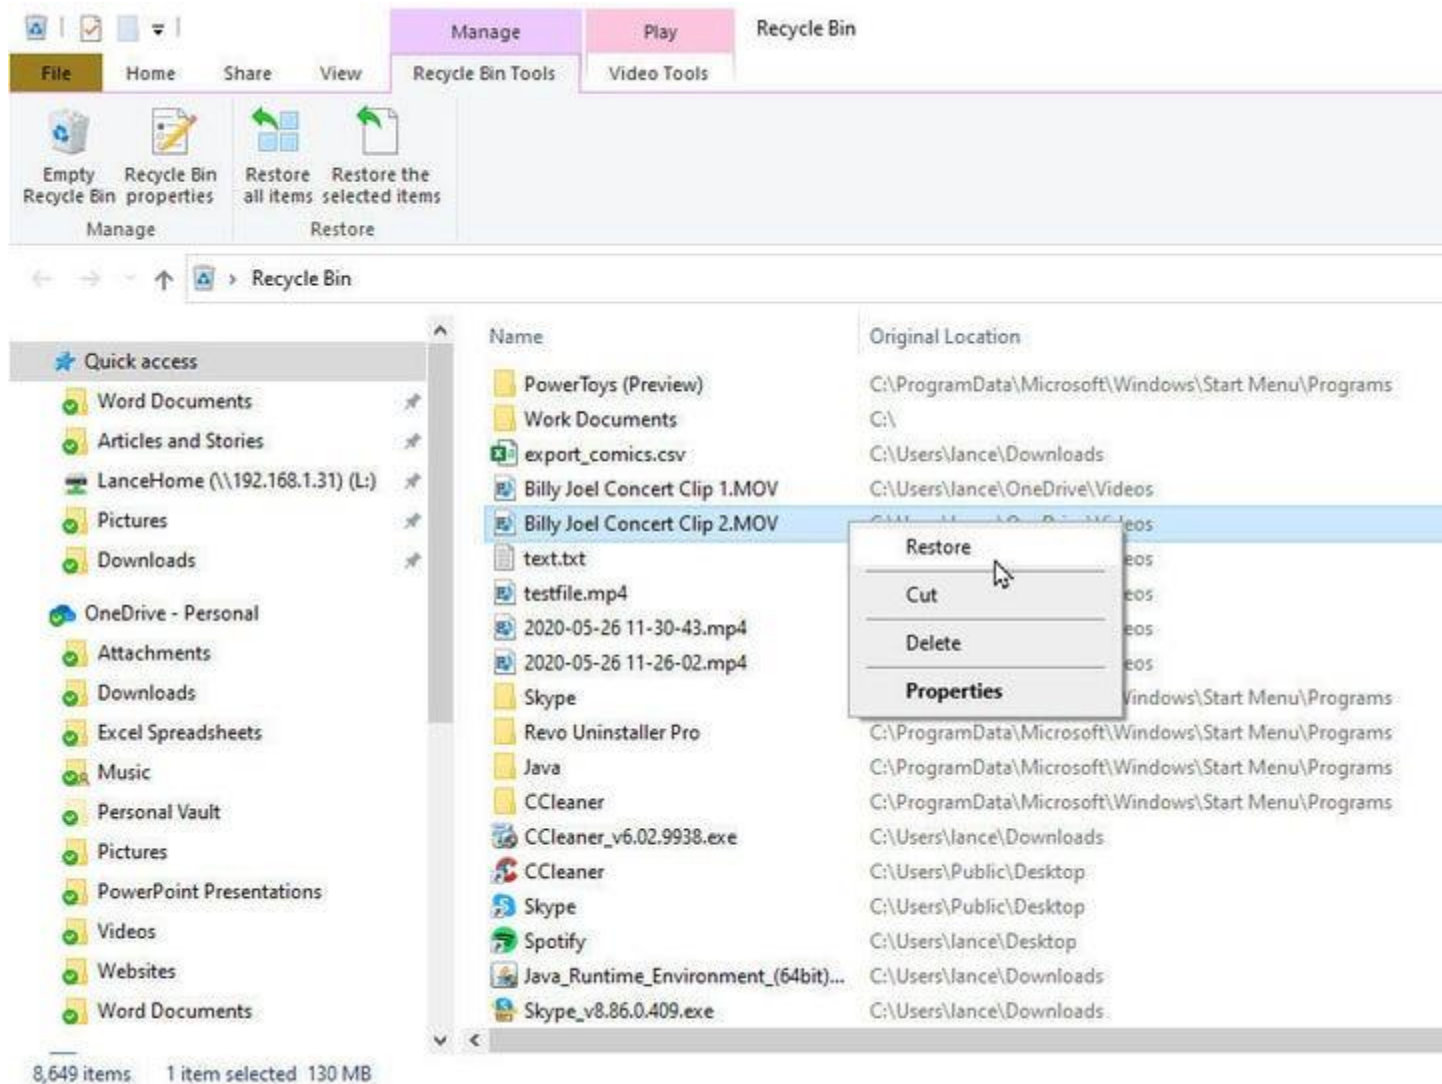 Manage Play Recycle Bin
File Home Share View Recycle Bin Tools Video Tools
Empty Recycle Bin
Recycle Bin properties
Restore all items
Restore the selected items
Manage Restore
Recycle Bin
Quick access
Word Documents
Articles and Stories
LanceHome (\\192.168.1.31) (L:)
Pictures
Downloads
OneDrive - Personal
Attachments
Downloads
Excel Spreadsheets
Music
Personal Vault
Pictures
PowerPoint Presentations
Videos
Websites
Word Documents
Name Original Location
PowerToys (Preview) C:\ProgramData\Microsoft\Windows\Start Menu\Programs
Work Documents C:\
export_comics.csv C:\Users\lance\Downloads
Billy Joel Concert Clip 1.MOV C:\Users\lance\OneDrive\Videos
Billy Joel Concert Clip 2.MOV
text.txt
testfile.mp4
2020-05-26 11-30-43.mp4
2020-05-26 11-26-02.mp4
Skype Windows\Start Menu\Programs
Revo Uninstaller Pro C:\ProgramData\Microsoft\Windows\Start Menu\Programs
Java C:\ProgramData\Microsoft\Windows\Start Menu\Programs
CCleaner C:\ProgramData\Microsoft\Windows\Start Menu\Programs
CCleaner_v6.02.9938.exe C:\Users\lance\Downloads
CCleaner C:\Users\Public\Desktop
Skype C:\Users\Public\Desktop
Spotify C:\Users\lance\Desktop
Java_Runtime_Environment_(64bit)... C:\Users\lance\Downloads
Skype_v8.86.0.409.exe C:\Users\lance\Downloads
Restore
Cut
Delete
Properties
8,649 items 1 item selected 130 MB